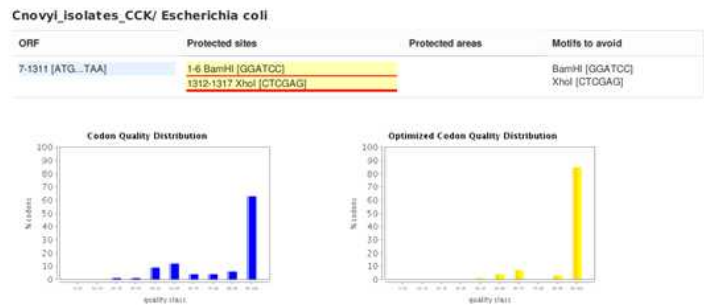 Cnovyi_isolates_CCK/ Escherichia coli
ORF Protected sites Protected areas Motifs to avoid
7-1311 [ATG...TAA] 1-6 BamHI [GGATCC] BamHI [GGATCC]
1312-1317 XhoI [CTCGAG] XhoI [CTCGAG]
Codon Quality Distribution Optimized Codon Quality Distribution
100 100
90 90
80 80
70 70
60 60
50 50
40 40
30 30
20 20
10 10
0 0
% codons % codons
quality class quality class